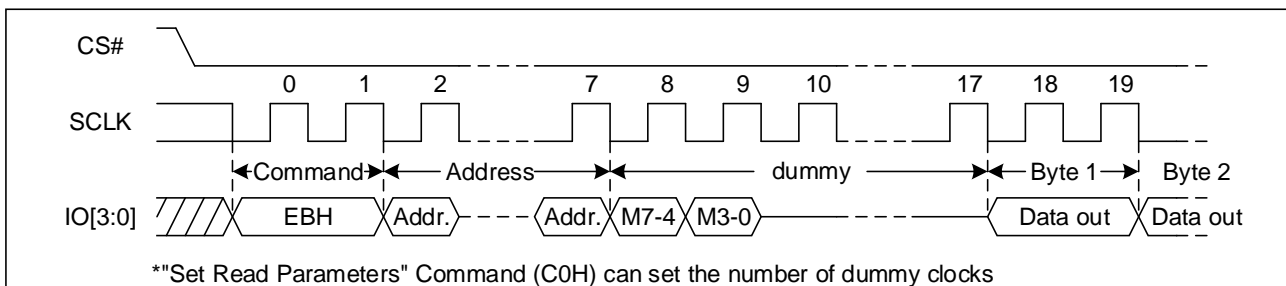 CS#
0 1 2 7 8 9 10 17 18 19
SCLK
Command Address dummy Byte 1 Byte 2
IO[3:0] EBH Addr. Addr. M7-4 M3-0 Data out Data out
*"Set Read Parameters" Command (C0H) can set the number of dummy clocks